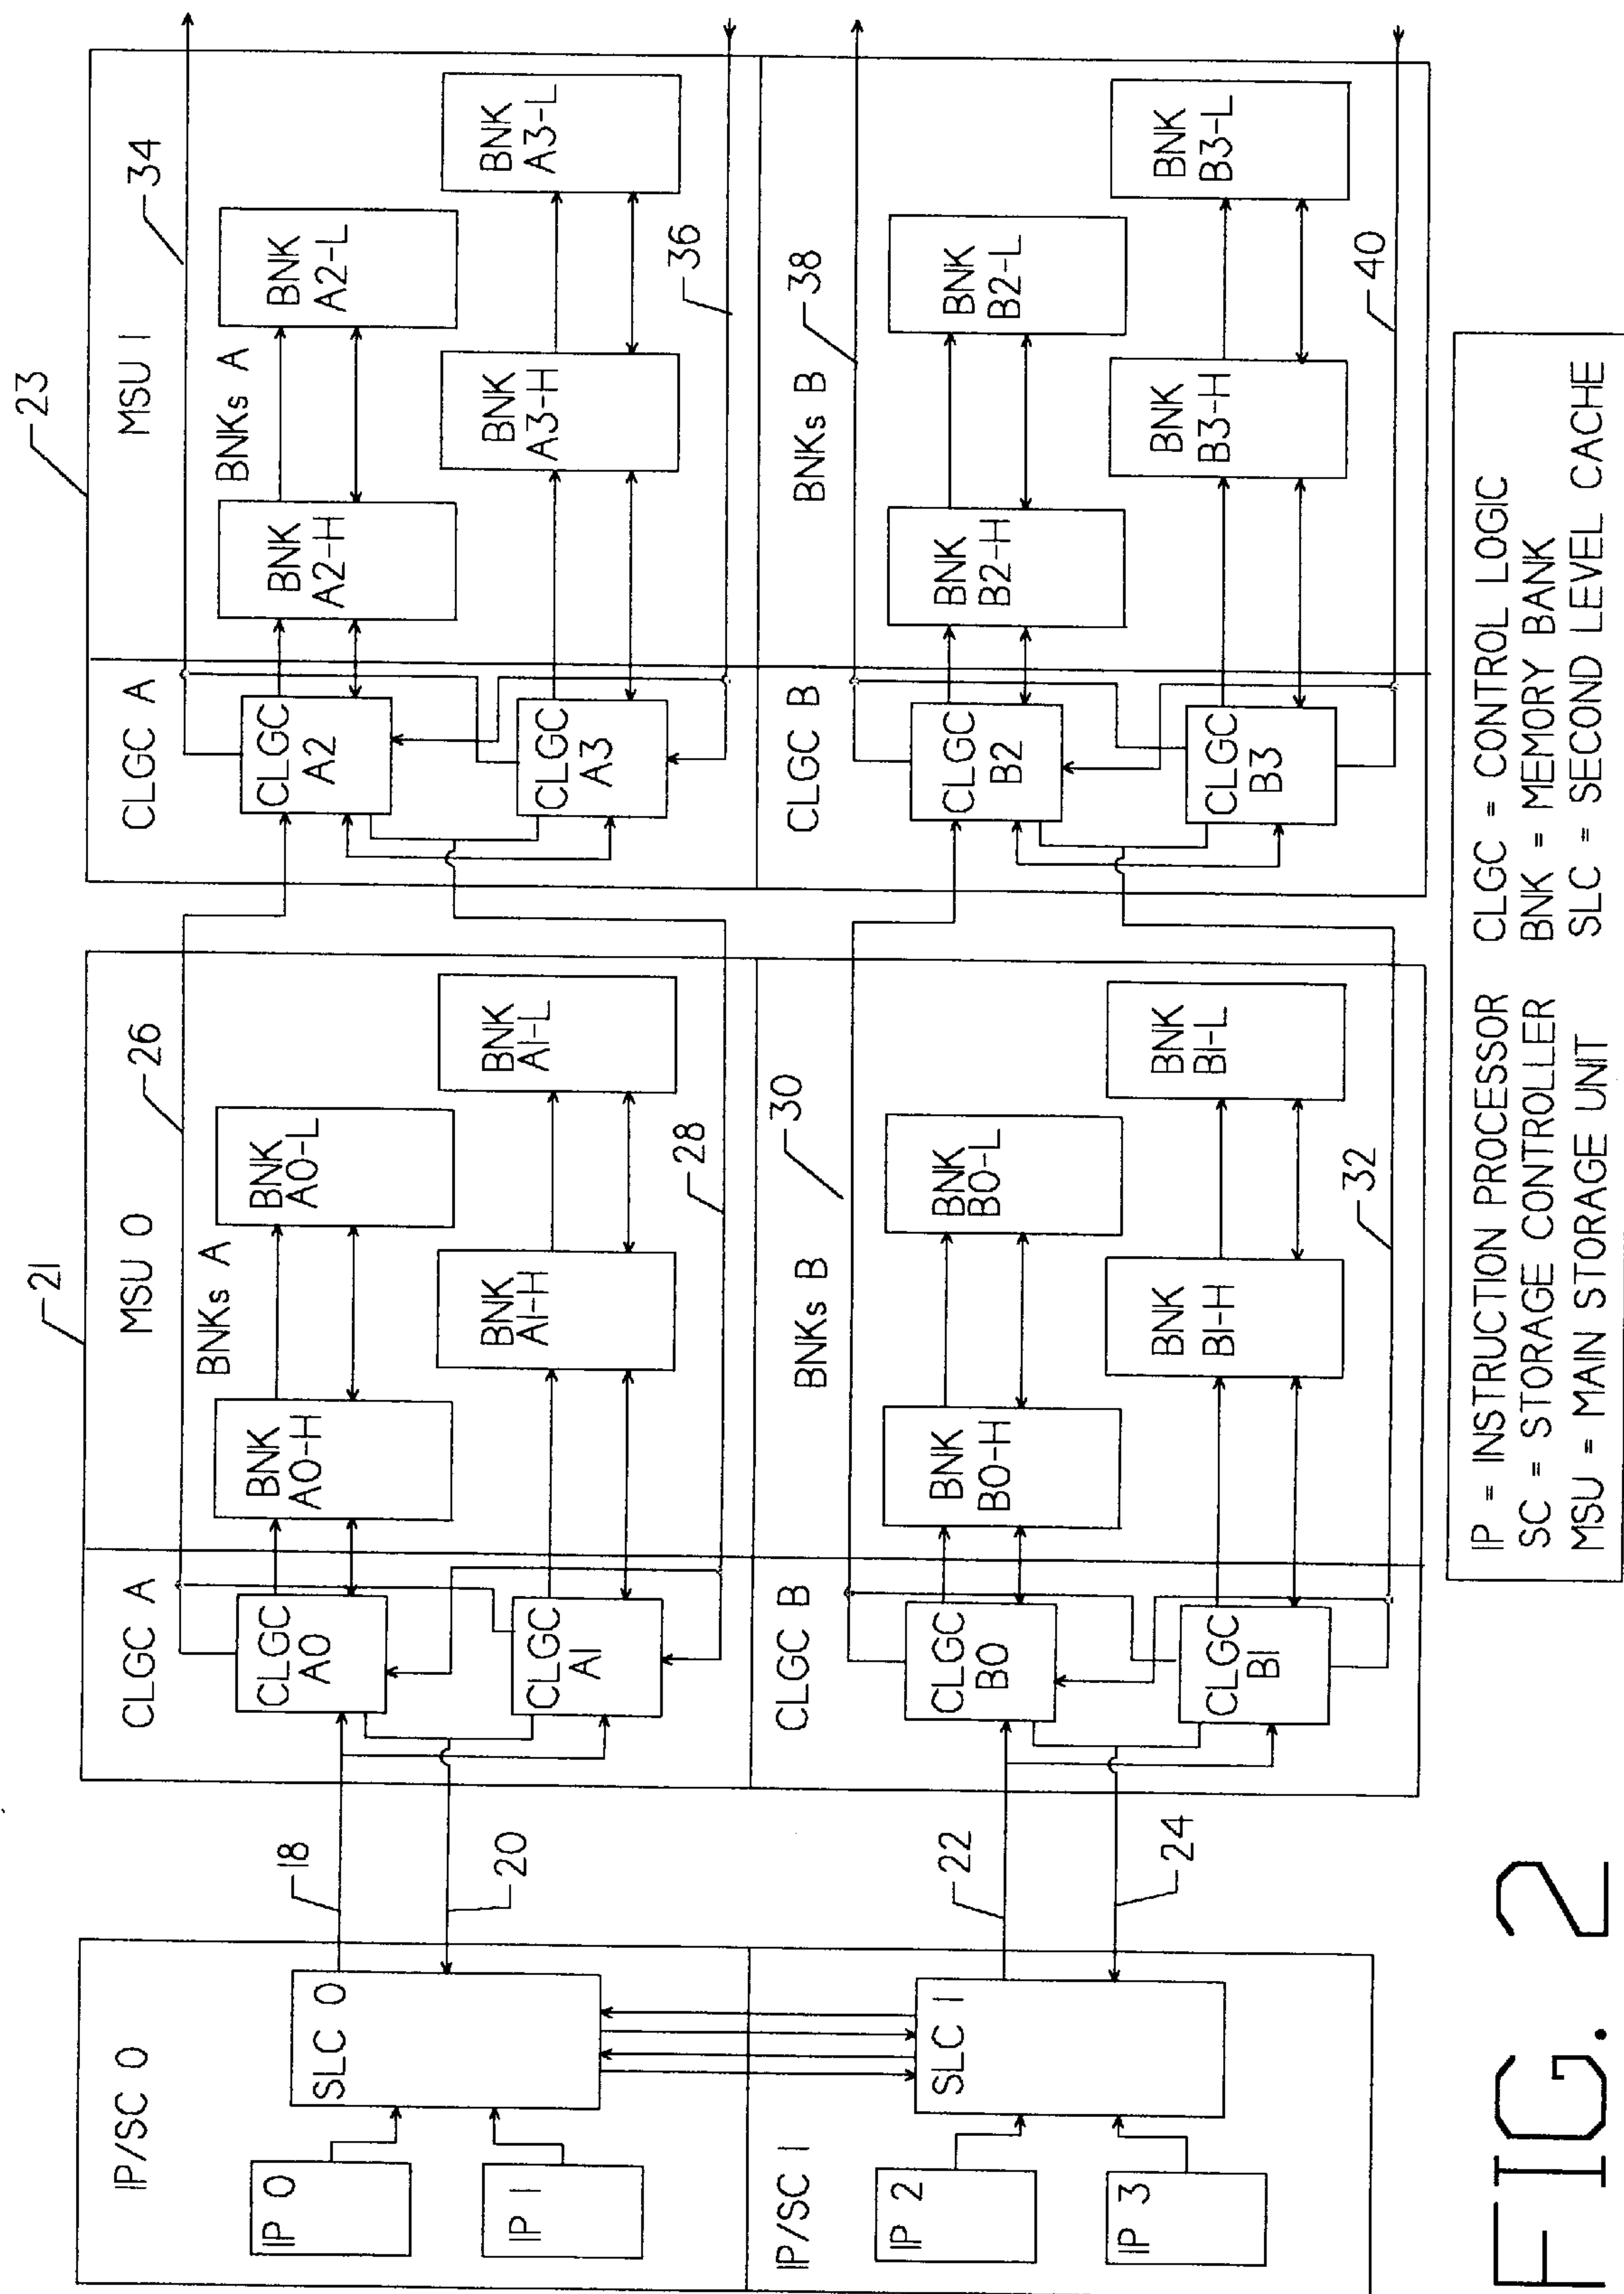 IP/SC 0
IP 0
IP 1
SLC 0
IP/SC 1
IP 2
IP 3
SLC 1
18
20
22
24
21
MSU 0
CLGC A
CLGC
A0
CLGC
A1
BNKs A
BNK
A0-H
BNK
A0-L
BNK
A1-H
BNK
A1-L
26
28
CLGC B
CLGC
B0
CLGC
B1
BNKs B
BNK
B0-H
BNK
B0-L
BNK
B1-H
BNK
B1-L
30
32
23
MSU 1
CLGC A
CLGC
A2
CLGC
A3
BNKs A
BNK
A2-H
BNK
A2-L
BNK
A3-H
BNK
A3-L
34
36
CLGC B
CLGC
B2
CLGC
B3
BNKs B
BNK
B2-H
BNK
B2-L
BNK
B3-H
BNK
B3-L
38
40
IP = INSTRUCTION PROCESSOR
SC = STORAGE CONTROLLER
MSU = MAIN STORAGE UNIT
CLGC = CONTROL LOGIC
BNK = MEMORY BANK
SLC = SECOND LEVEL CACHE
FIG. 2